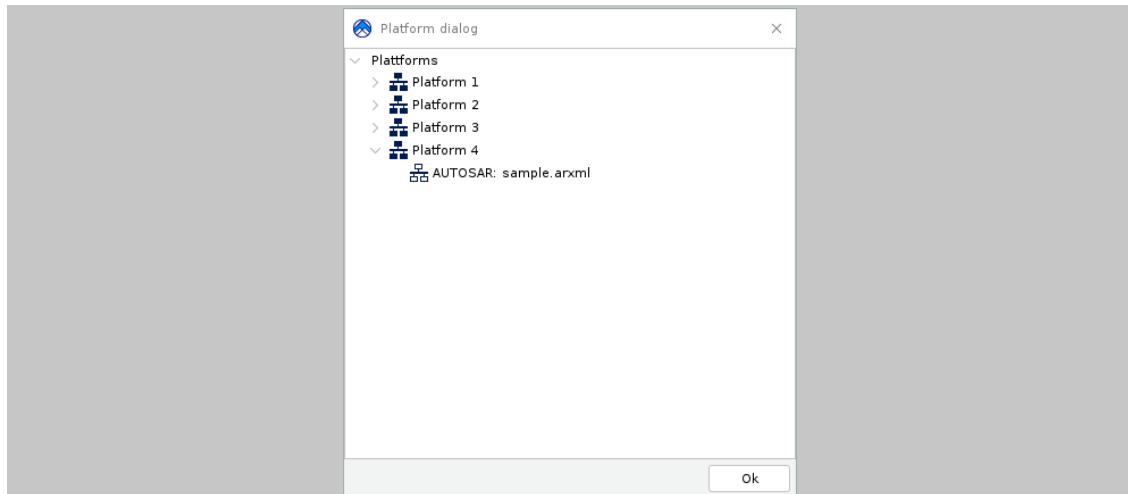 Platform dialog
Plattforms
Platform 1
Platform 2
Platform 3
Platform 4
AUTOSAR: sample.arxml
Ok